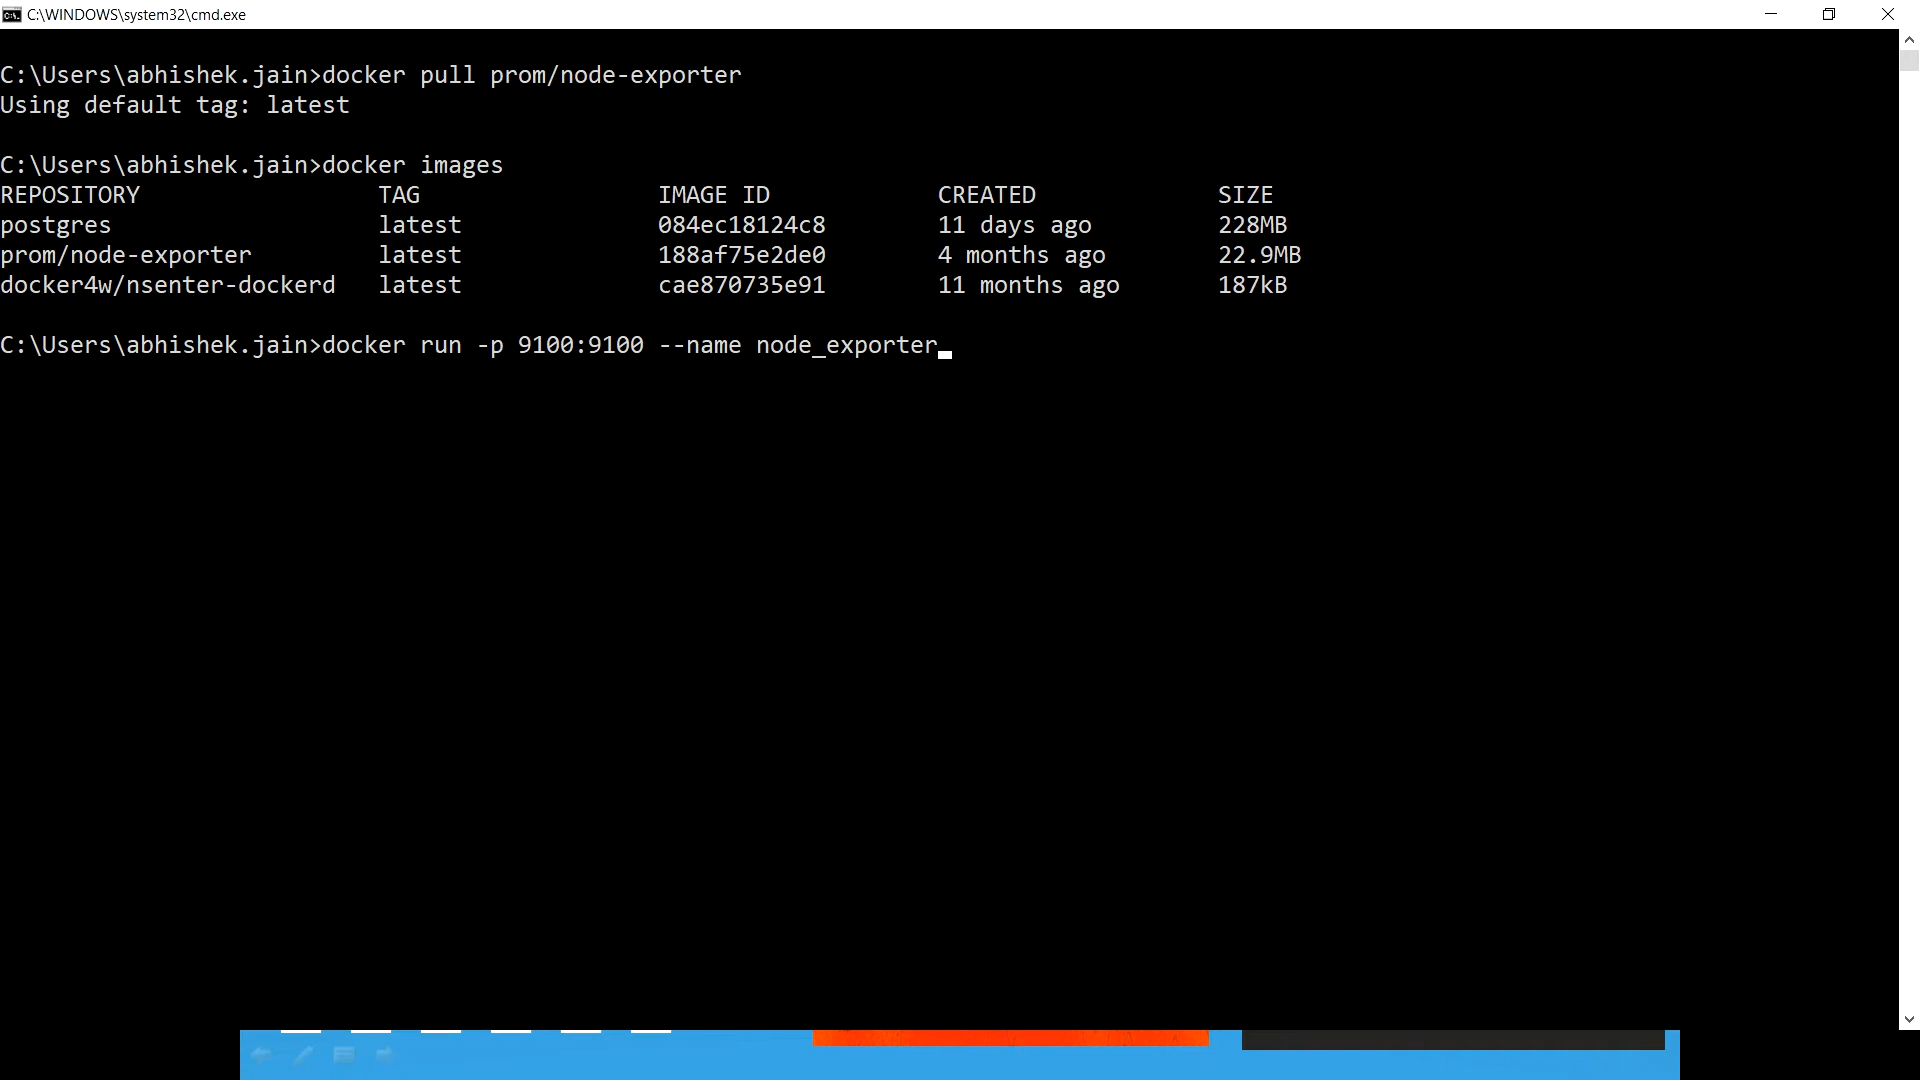 C:\WINDOWS\system32\cmd.exe
C:\Users\abhishek.jain>docker pull prom/node-exporter
Using default tag: latest
C:\Users\abhishek.jain>docker images
REPOSITORY TAG IMAGE ID CREATED SIZE
postgres latest 084ec18124c8 11 days ago 228MB
prom/node-exporter latest 188af75e2de0 4 months ago 22.9MB
docker4w/nsenter-dockerd latest cae870735e91 11 months ago 187kB
C:\Users\abhishek.jain>docker run -p 9100:9100 --name node_exporter